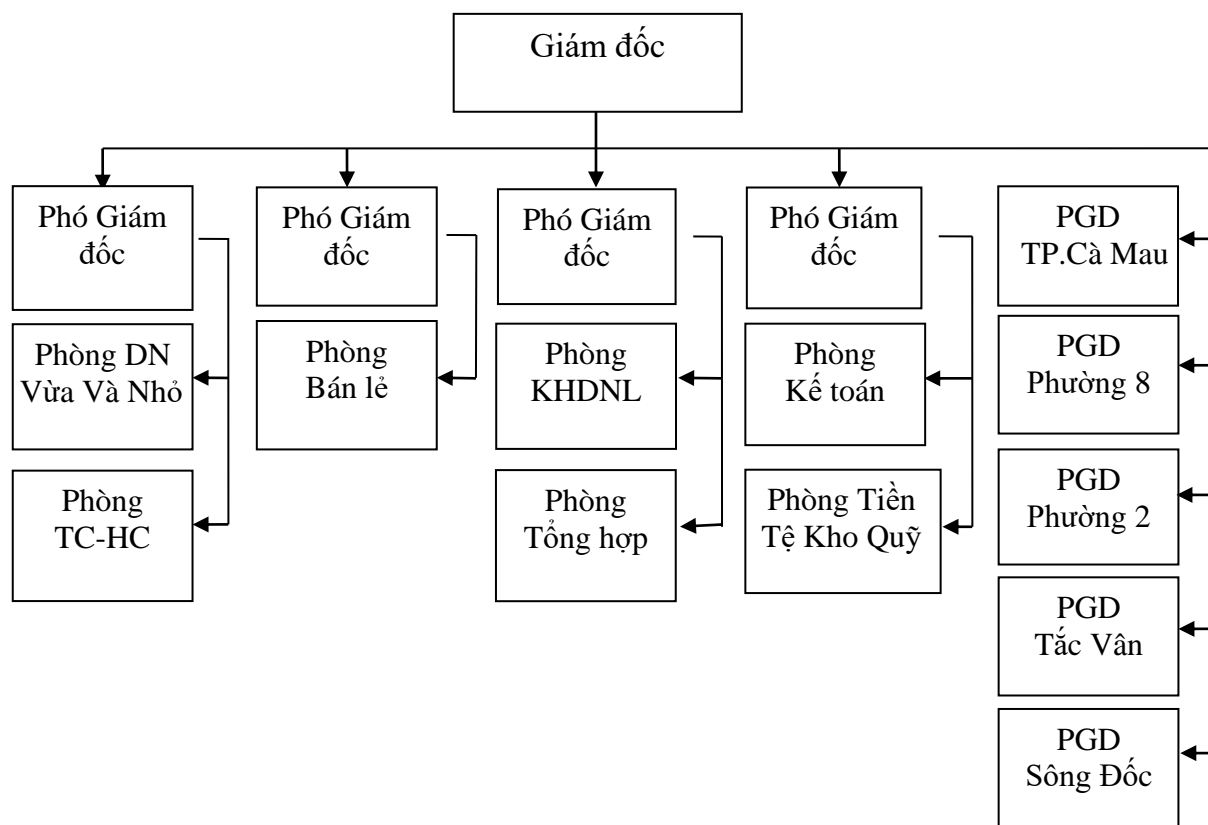 Giám đốc
Phó Giám
đốc
Phó Giám
đốc
Phó Giám
đốc
Phó Giám
đốc
PGD
TP.Cà Mau
Phòng DN
Vừa Và Nhỏ
Phòng
Bán lẻ
Phòng
KHDNL
Phòng
Kế toán
PGD
Phường 8
Phòng
TC-HC
Phòng
Tổng hợp
Phòng Tiền
Tệ Kho Quỹ
PGD
Phường 2
PGD
Tắc Vân
PGD
Sông Đốc